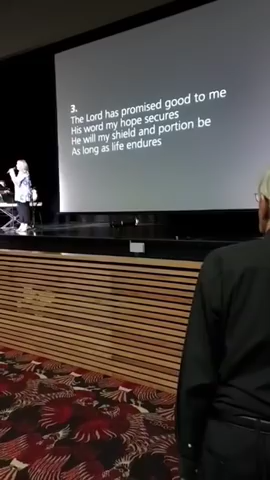 3.
The Lord has promised good to me
His word my hope secures
He will my shield and portion be
As long as life endures